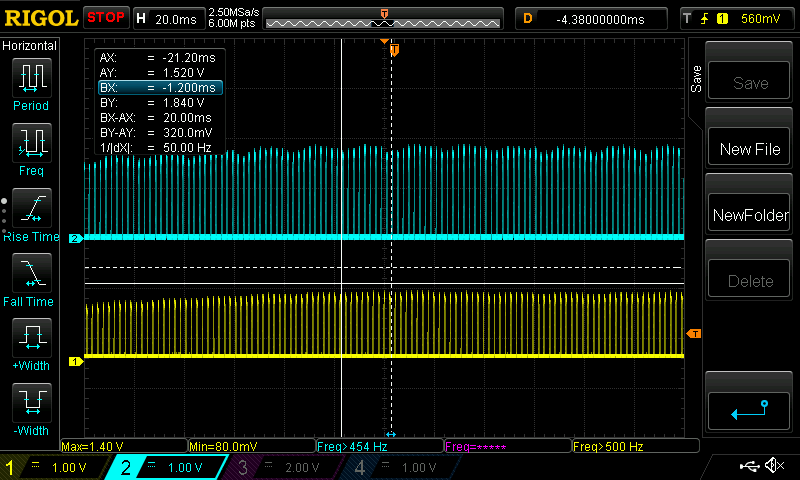 RIGOL STOP H 20.0ms 2.50MSa/s 6.00M pts T D -4.38000000ms T 1 560mV
Horizontal
Period
Freq
Rise Time
Fall Time
+Width
-Width
AX: = -21.20ms
AY: = 1.520 V
BX: = -1.200ms
BY: = 1.840 V
BX-AX: = 20.00ms
BY-AY: = 320.0mV
1/|dX|: = 50.00 Hz
T
2
1
T
Save
Save
New File
NewFolder
Delete
Max=1.40 V Min=80.0mV Freq>454 Hz Freq=***** Freq>500 Hz
1 1.00 V 2 1.00 V 3 2.00 V 4 1.00 V